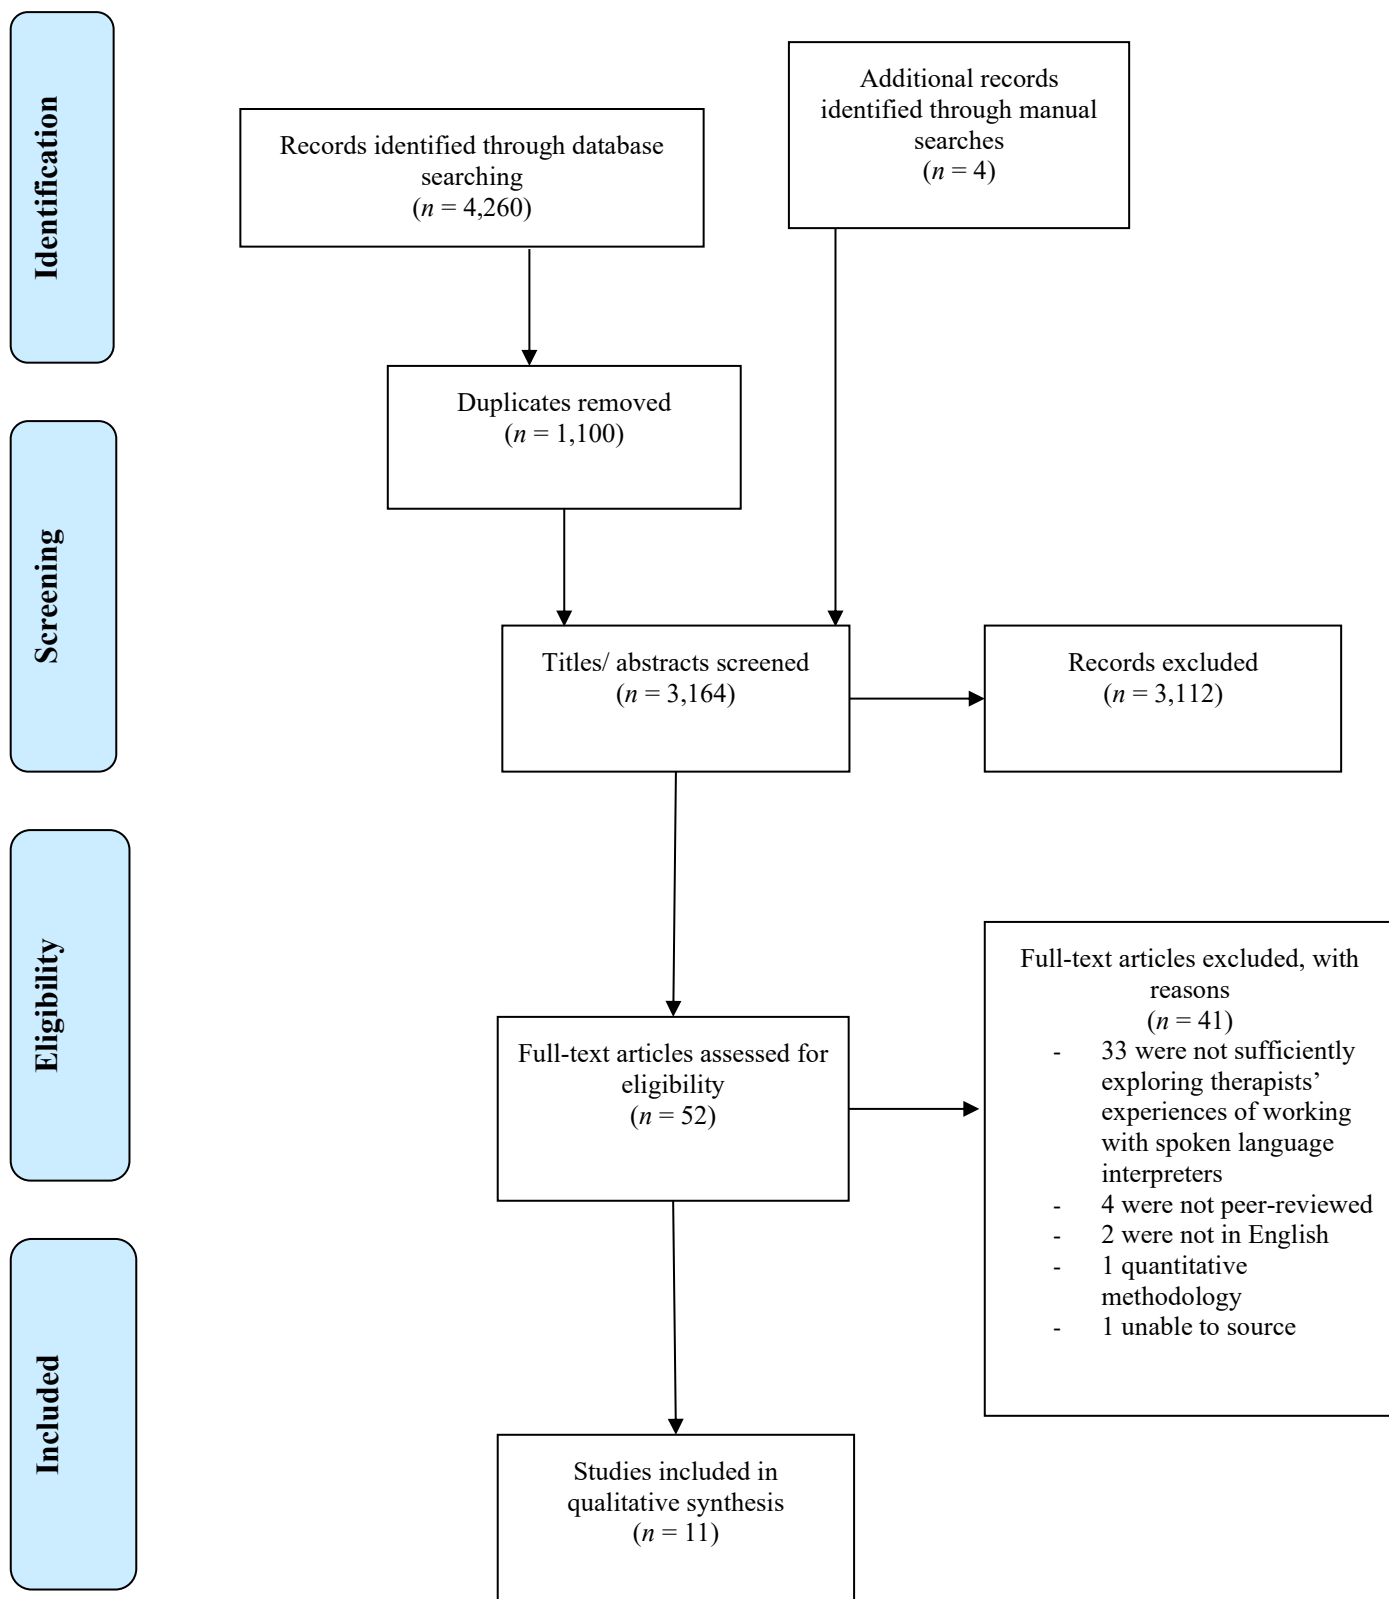 Identification
Records identified through database
searching
(n = 4,260)
Additional records
identified through manual
searches
(n = 4)
Duplicates removed
(n = 1,100)
Screening
Titles/ abstracts screened
(n = 3,164)
Records excluded
(n = 3,112)
Eligibility
Full-text articles assessed for
eligibility
(n = 52)
Full-text articles excluded, with
reasons
(n = 41)
- 33 were not sufficiently
exploring therapists’
experiences of working
with spoken language
interpreters
- 4 were not peer-reviewed
- 2 were not in English
- 1 quantitative
methodology
- 1 unable to source
Included
Studies included in
qualitative synthesis
(n = 11)